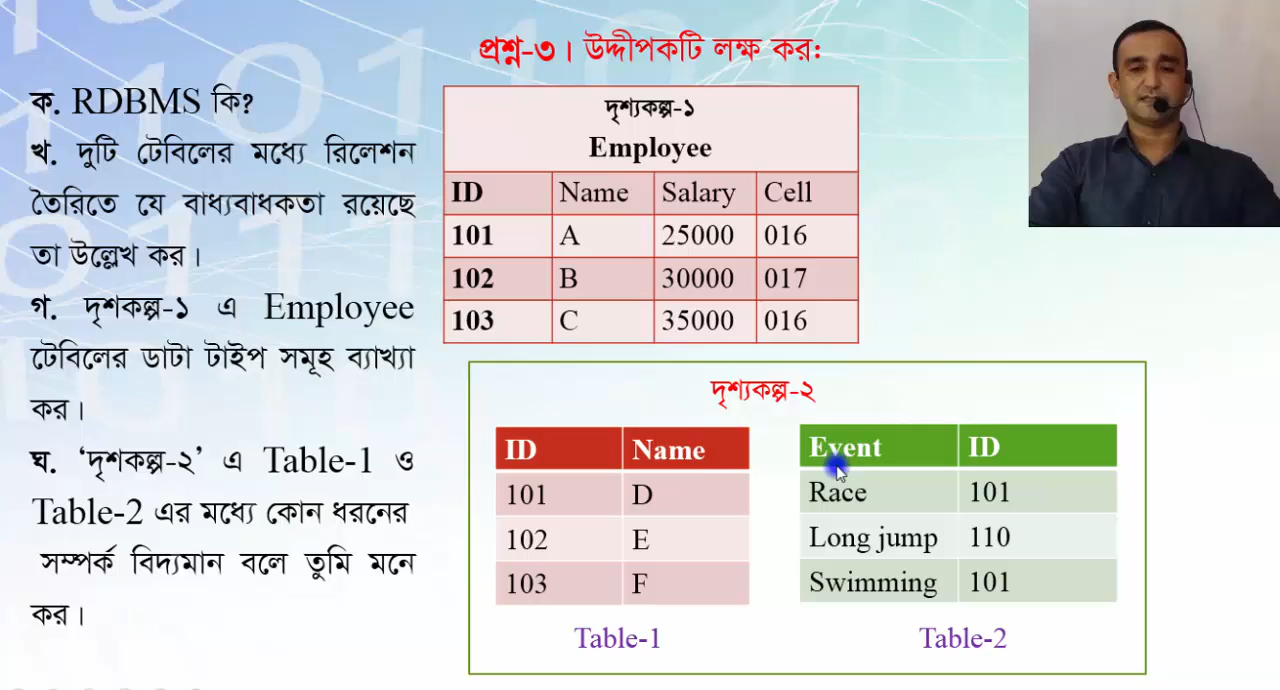 প্রশ্ন-৩। উদ্দীপকটি লক্ষ কর:
ক. RDBMS কি?
খ. দুটি টেবিলের মধ্যে রিলেশন
তৈরিতে যে বাধ্যবাধকতা রয়েছে
তা উল্লেখ কর।
গ. দৃশকল্প-১ এ Employee
টেবিলের ডাটা টাইপ সমূহ ব্যাখ্যা
কর।
ঘ. ‘দৃশকল্প-২’ এ Table-1 ও
Table-2 এর মধ্যে কোন ধরনের
সম্পর্ক বিদ্যমান বলে তুমি মনে
কর।
দৃশ্যকল্প-১
Employee
ID Name Salary Cell
101 A 25000 016
102 B 30000 017
103 C 35000 016
দৃশ্যকল্প-২
ID Name
101 D
102 E
103 F
Table-1
Event ID
Race 101
Long jump 110
Swimming 101
Table-2